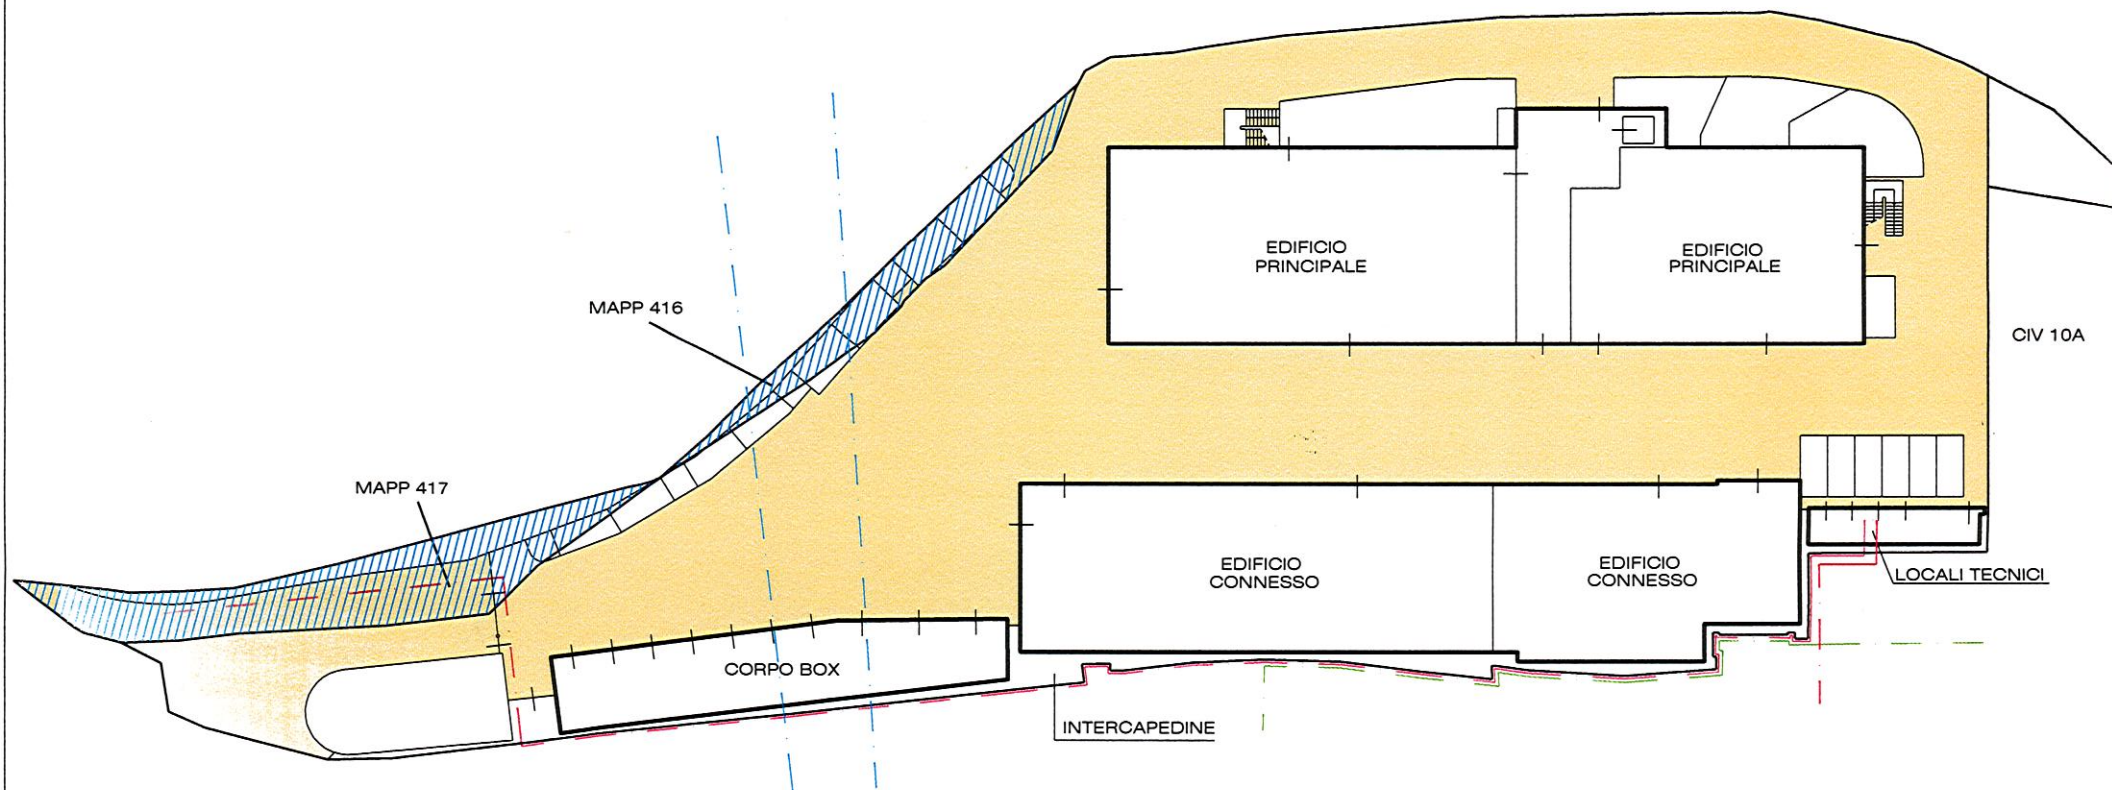 EDIFICIO
PRINCIPALE
EDIFICIO
PRINCIPALE
MAPP 416
CIV 10A
MAPP 417
EDIFICIO
CONNESSO
EDIFICIO
CONNESSO
LOCALI TECNICI
CORPO BOX
INTERCAPEDINE